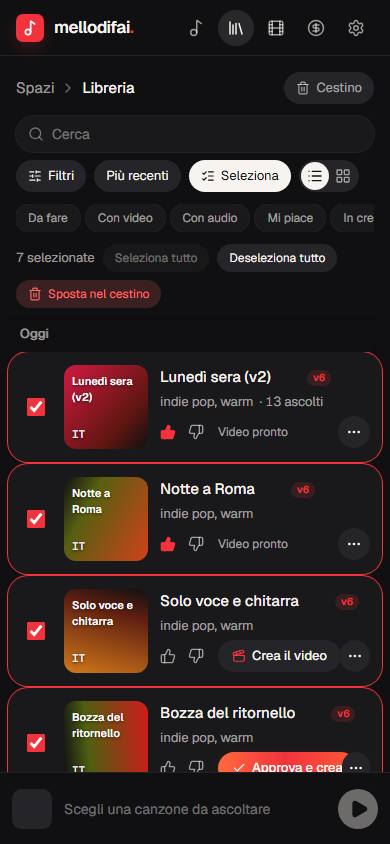 mellodifai.
Spazi > Libreria
Cestino
Cerca
Filtri
Più recenti
Seleziona
Da fare
Con video
Con audio
Mi piace
In cre
7 selezionate
Seleziona tutto
Deseleziona tutto
Sposta nel cestino
Oggi
Lunedì sera
(v2)
IT
Lunedì sera (v2)
v6
indie pop, warm · 13 ascolti
Video pronto
Notte a
Roma
IT
Notte a Roma
v6
indie pop, warm
Video pronto
Solo voce e
chitarra
IT
Solo voce e chitarra
v6
indie pop, warm
Crea il video
Bozza del
ritornello
IT
Bozza del ritornello
v6
indie pop, warm
Approva e crea
Scegli una canzone da ascoltare